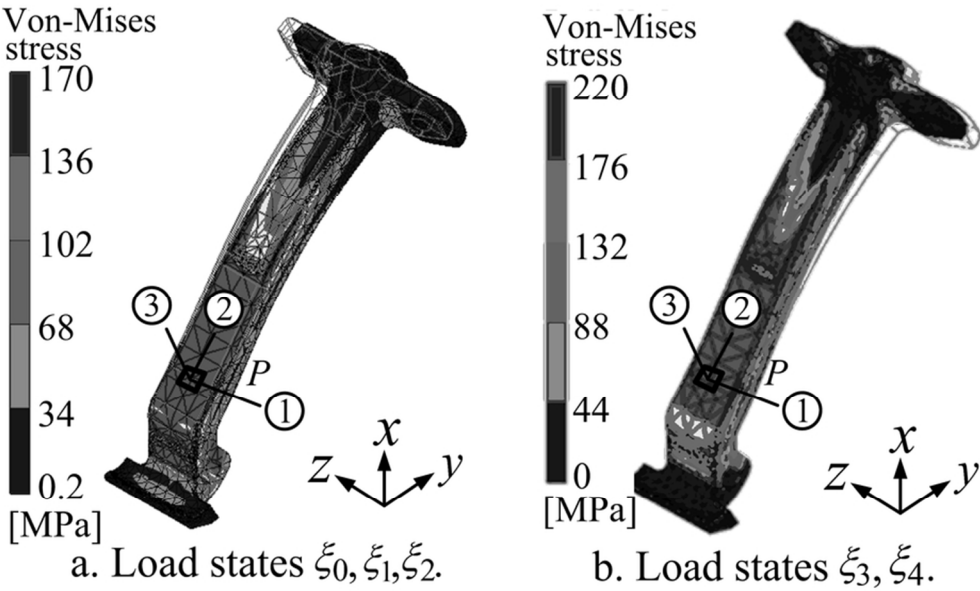 Von-Mises
stress
170
136
102
68
34
0.2
[MPa]
3
2
P
1
x
y
z
a. Load states ξ0, ξ1, ξ2.
Von-Mises
stress
220
176
132
88
44
0
[MPa]
3
2
P
1
x
y
z
b. Load states ξ3, ξ4.